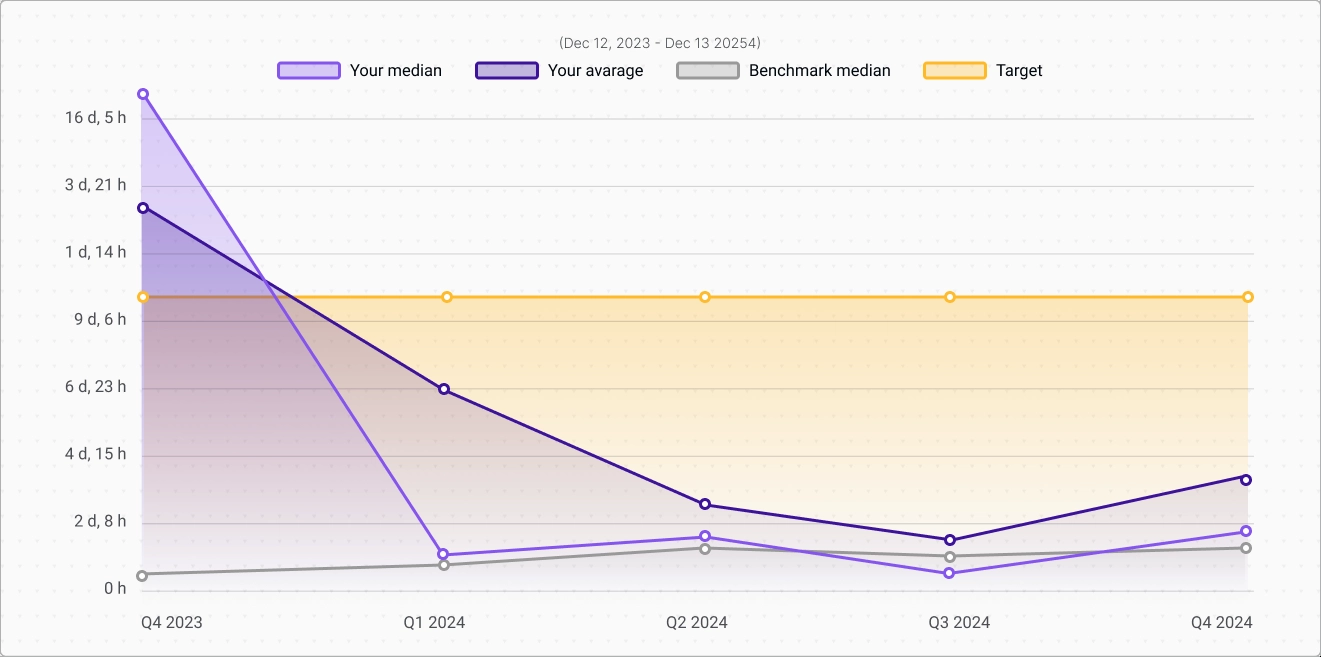 (Dec 12, 2023 - Dec 13 20254)
Your median Your avarage Benchmark median Target
16 d, 5 h
3 d, 21 h
1 d, 14 h
9 d, 6 h
6 d, 23 h
4 d, 15 h
2 d, 8 h
0 h
Q4 2023 Q1 2024 Q2 2024 Q3 2024 Q4 2024